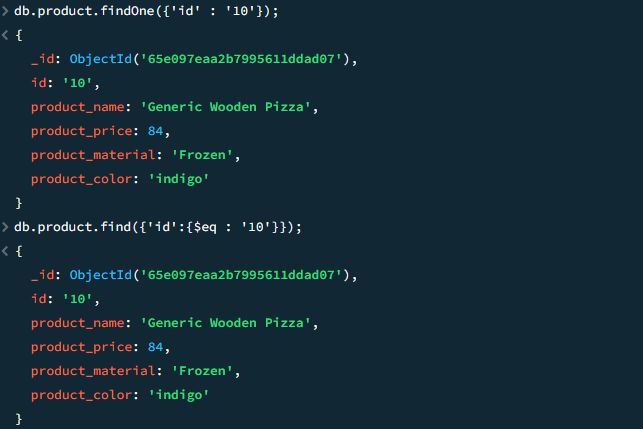 > db.product.findOne({'id' : '10'});
< {
_id: ObjectId('65e097eaa2b7995611ddad07'),
id: '10',
product_name: 'Generic Wooden Pizza',
product_price: 84,
product_material: 'Frozen',
product_color: 'indigo'
}
> db.product.find({'id':{$eq : '10'}});
< {
_id: ObjectId('65e097eaa2b7995611ddad07'),
id: '10',
product_name: 'Generic Wooden Pizza',
product_price: 84,
product_material: 'Frozen',
product_color: 'indigo'
}